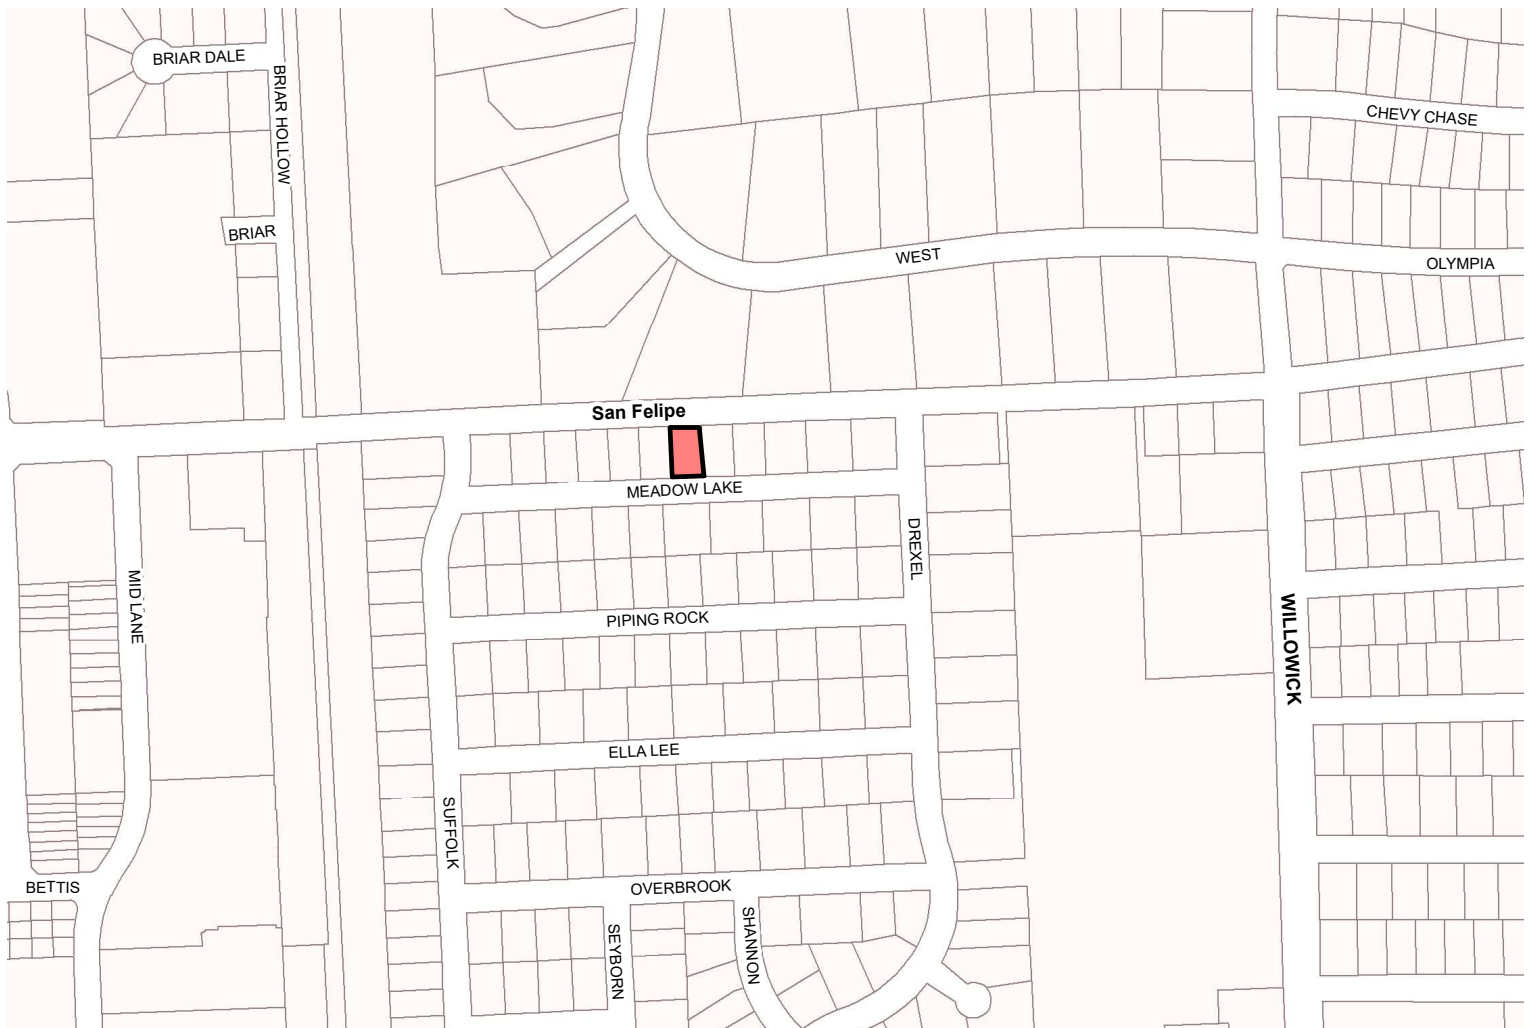 BRIAR DALE
BRIAR HOLLOW
CHEVY CHASE
BRIAR
WEST
OLYMPIA
San Felipe
MEADOW LAKE
DREXEL
MID LANE
PIPING ROCK
WILLOWICK
ELLA LEE
SUFFOLK
BETTIS
OVERBROOK
SEYBORN
SHANNON